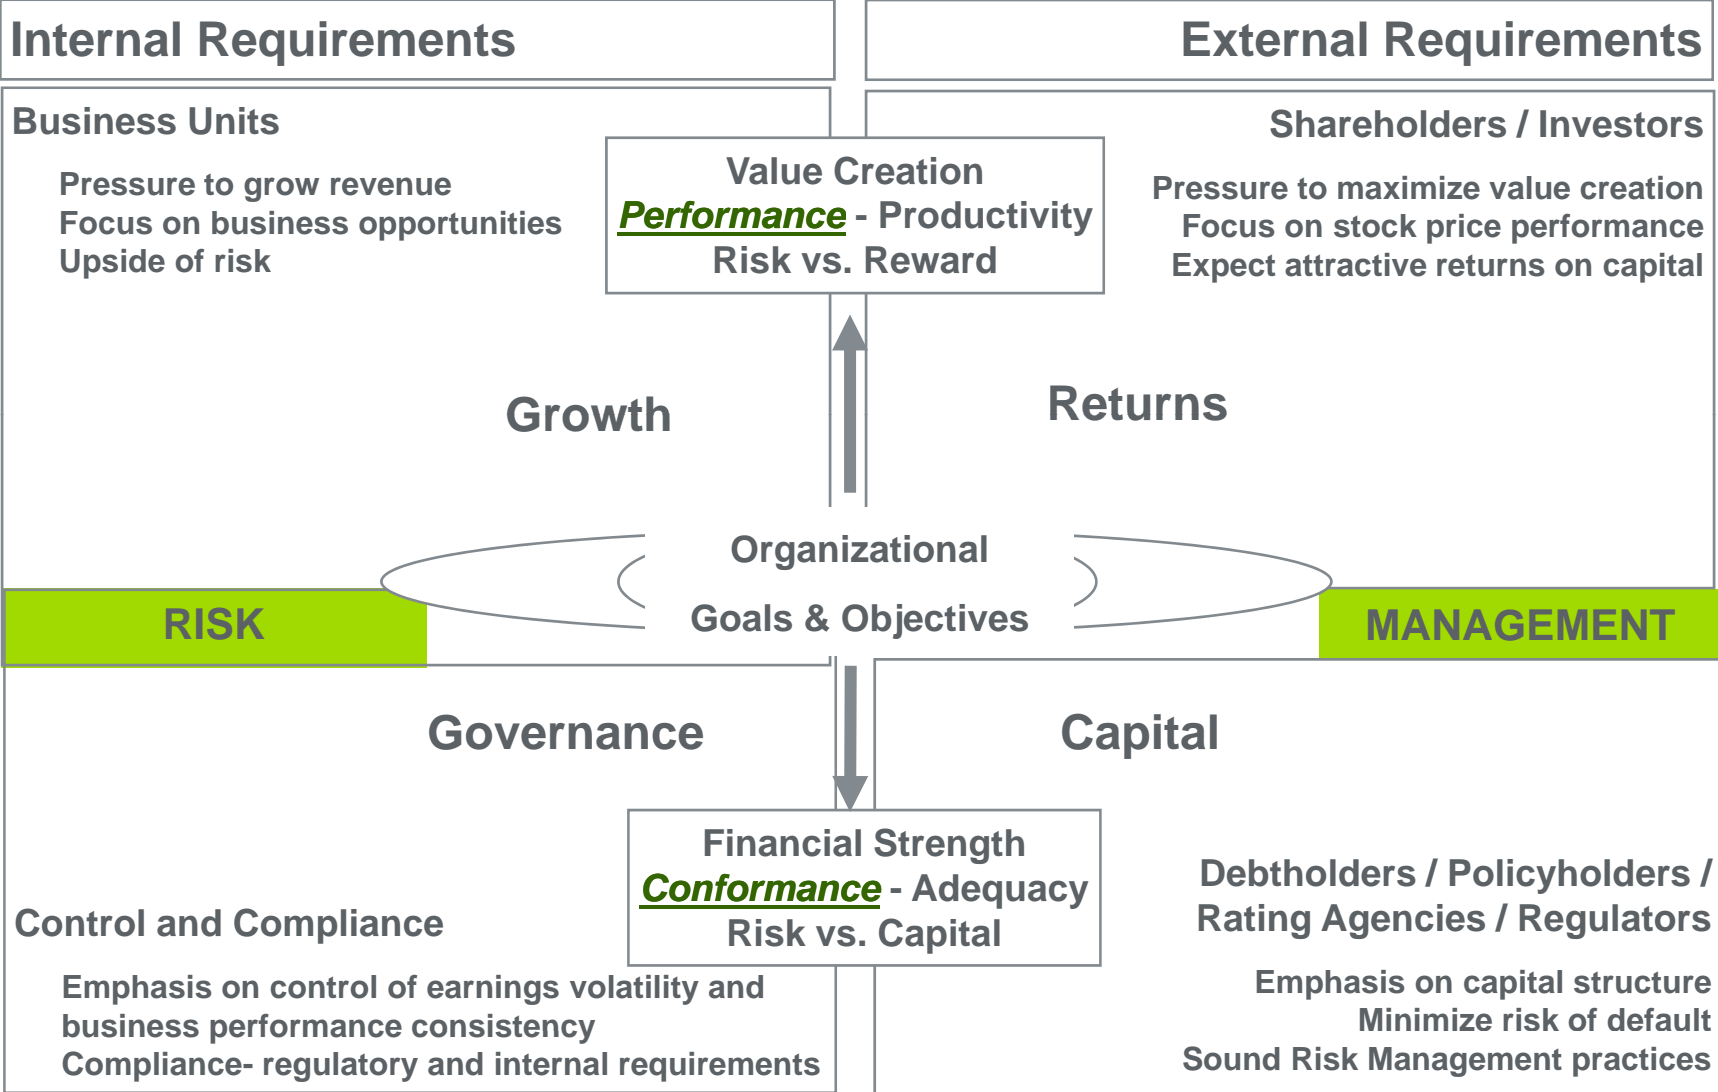 Internal Requirements
External Requirements
Business Units
Pressure to grow revenue
Focus on business opportunities
Upside of risk
Value Creation
Performance - Productivity
Risk vs. Reward
Shareholders / Investors
Pressure to maximize value creation
Focus on stock price performance
Expect attractive returns on capital
Growth
Returns
Organizational
Goals & Objectives
RISK
MANAGEMENT
Governance
Capital
Financial Strength
Conformance - Adequacy
Risk vs. Capital
Control and Compliance
Emphasis on control of earnings volatility and
business performance consistency
Compliance- regulatory and internal requirements
Debtholders / Policyholders /
Rating Agencies / Regulators
Emphasis on capital structure
Minimize risk of default
Sound Risk Management practices